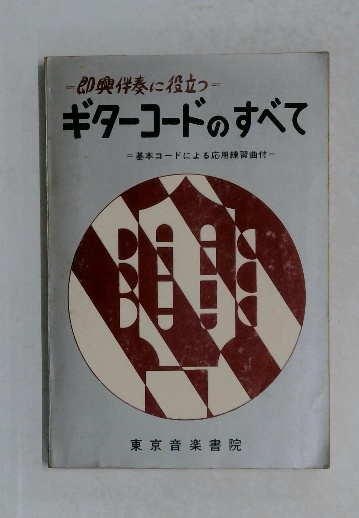 =即興伴奏に役立つ=
ギターコードのすべて
=基本コードによる応用練習曲付=
東京音楽書院